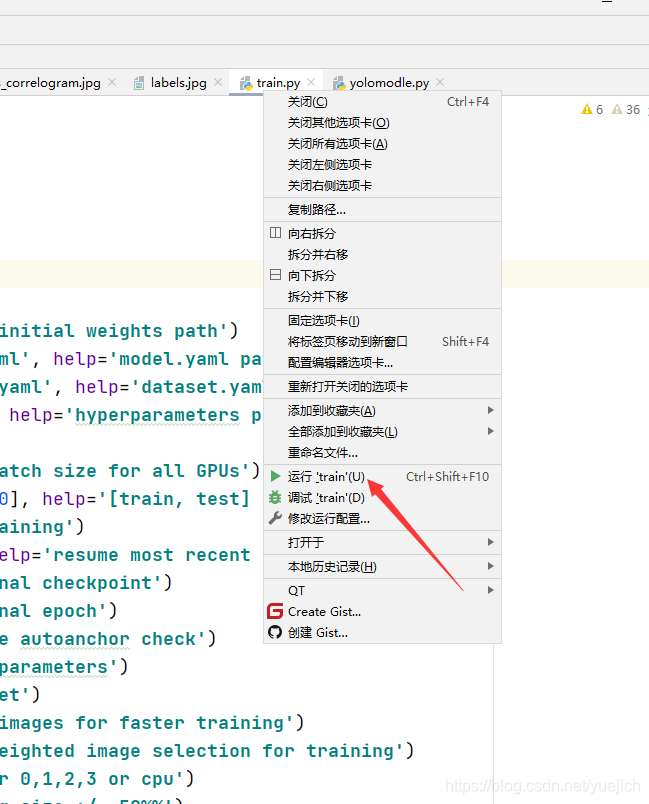 s_correlogram.jpg
labels.jpg
train.py
yolomodle.py
6
36
关闭(C)
Ctrl+F4
关闭其他选项卡(O)
关闭所有选项卡(A)
关闭左侧选项卡
关闭右侧选项卡
复制路径...
向右拆分
拆分并右移
向下拆分
拆分并下移
固定选项卡(I)
将标签页移动到新窗口
Shift+F4
配置编辑器选项卡...
重新打开关闭的选项卡
添加到收藏夹(A)
全部添加到收藏夹(L)
重命名文件...
运行 'train'(U)
Ctrl+Shift+F10
调试 'train'(D)
修改运行配置...
打开于
本地历史记录(H)
QT
Create Gist...
创建 Gist...
initial weights path')
ml', help='model.yaml pa
yaml', help='dataset.yam
help='hyperparameters p
atch size for all GPUs')
0], help='[train, test]
aining')
elp='resume most recent
nal checkpoint')
nal epoch')
e autoanchor check')
parameters')
et')
images for faster training')
eighted image selection for training')
r 0,1,2,3 or cpu')
https://blog.csdn.net/yuejich